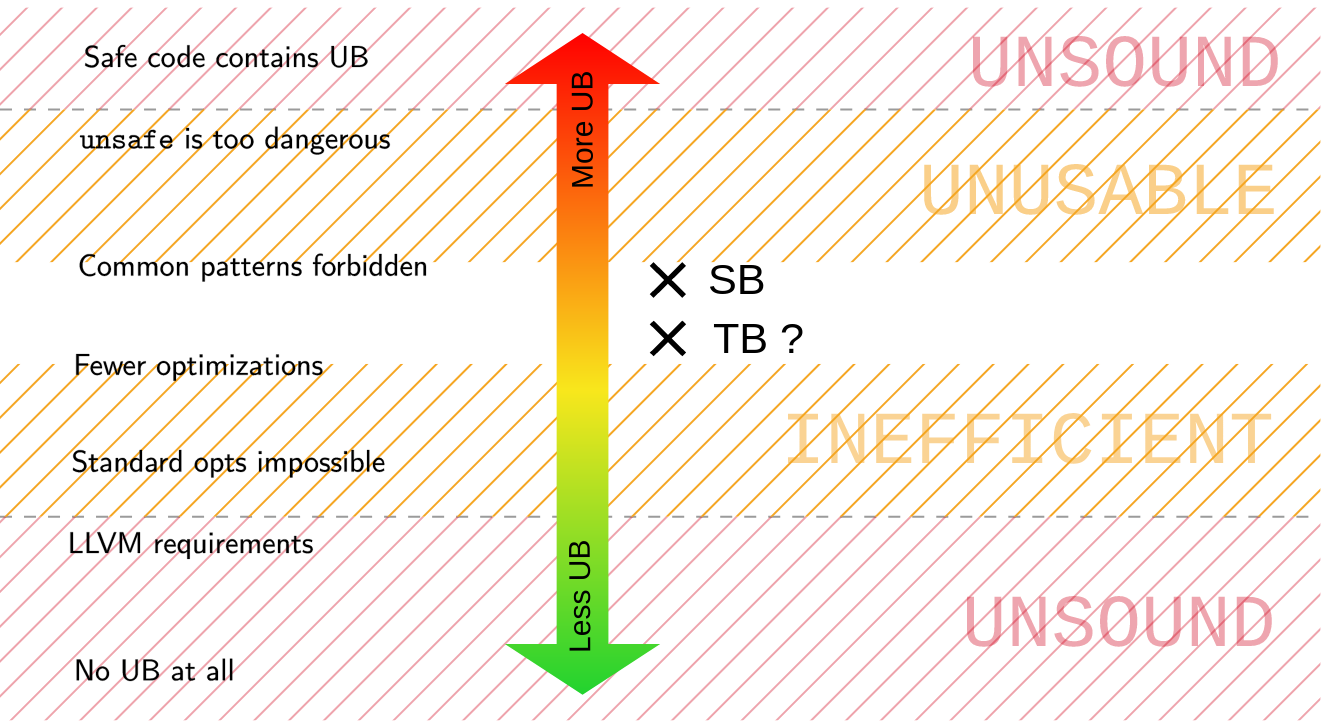 Safe code contains UB
UNSOUND
More UB
unsafe is too dangerous
UNUSABLE
Common patterns forbidden
SB
TB ?
Fewer optimizations
INEFFICIENT
Standard opts impossible
LLVM requirements
Less UB
UNSOUND
No UB at all